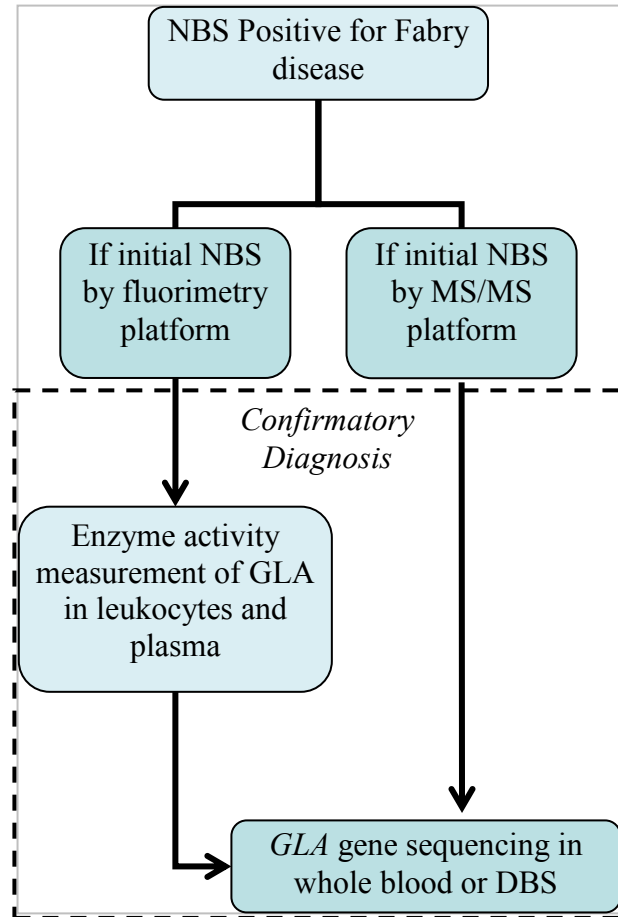 NBS Positive for Fabry
disease
If initial NBS
by fluorimetry
platform
If initial NBS
by MS/MS
platform
Confirmatory
Diagnosis
Enzyme activity
measurement of GLA
in leukocytes and
plasma
GLA gene sequencing in
whole blood or DBS